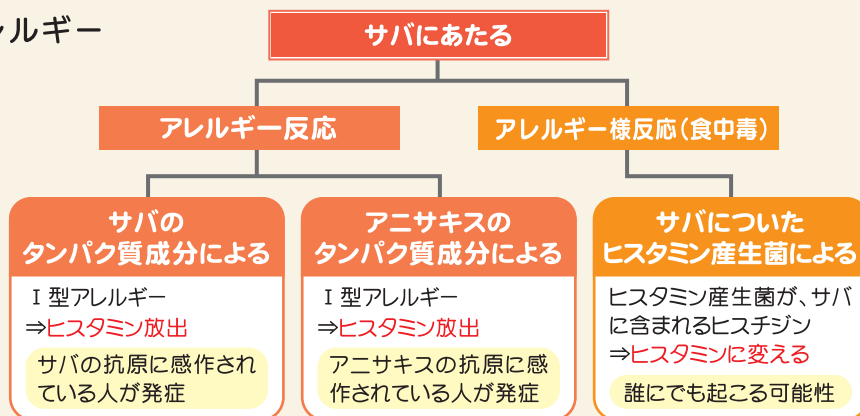 ルギー
サバにあたる
アレルギー反応
アレルギー様反応(食中毒)
サバの
タンパク質成分による
I 型アレルギー
⇒ヒスタミン放出
サバの抗原に感作され
ている人が発症
アニサキスの
タンパク質成分による
I 型アレルギー
⇒ヒスタミン放出
アニサキスの抗原に感
作されている人が発症
サバについた
ヒスタミン産生菌による
ヒスタミン産生菌が、サバ
に含まれるヒスチジン
⇒ヒスタミンに変える
誰にでも起こる可能性